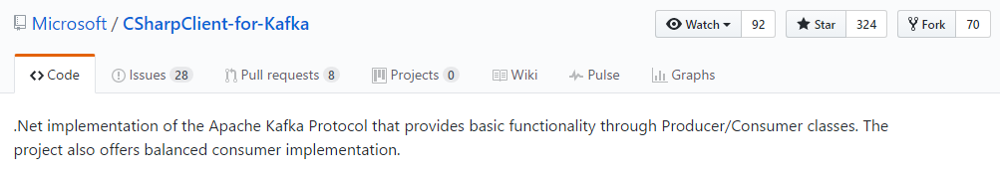 Microsoft / CSharpClient-for-Kafka Watch 92 Star 324 Fork 70
Code Issues 28 Pull requests 8 Projects 0 Wiki Pulse Graphs
.Net implementation of the Apache Kafka Protocol that provides basic functionality through Producer/Consumer classes. The
project also offers balanced consumer implementation.